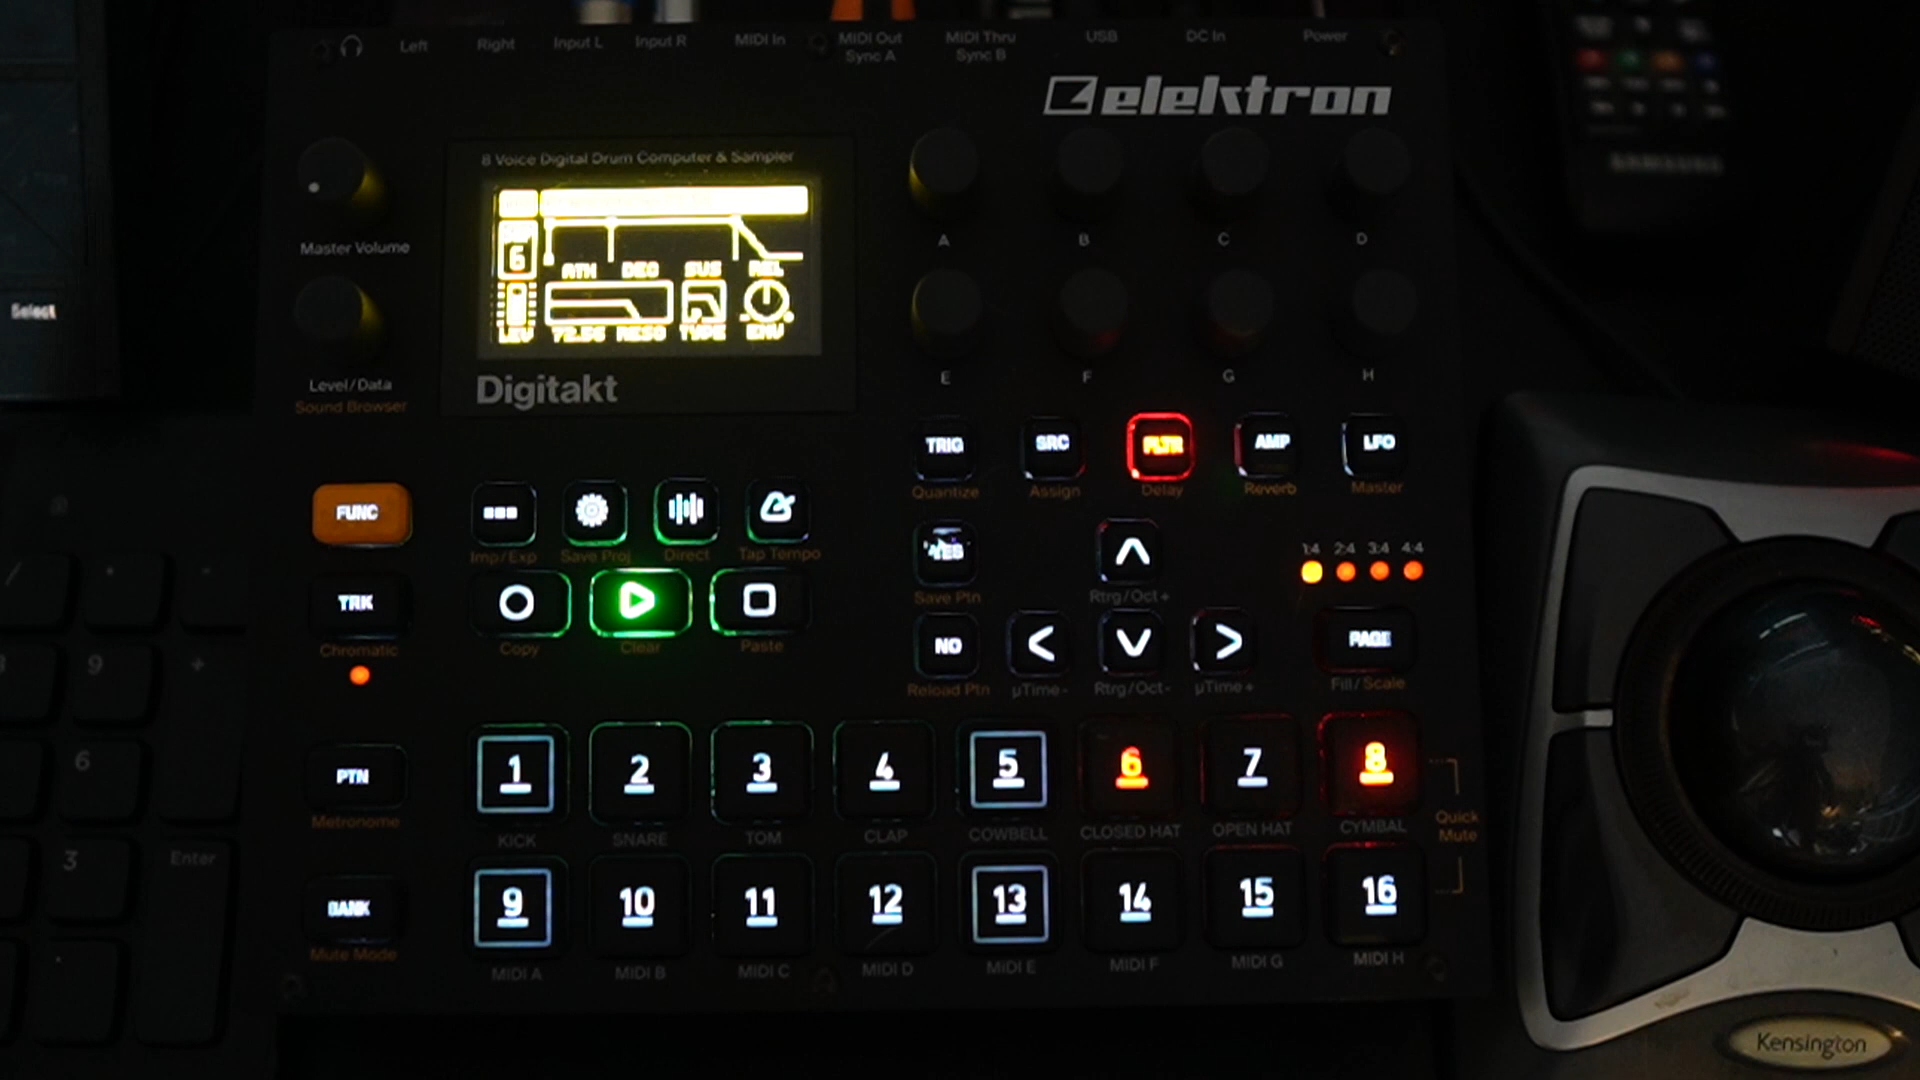 Left Right Input L Input R MIDI In MIDI Out MIDI Thru USB DC In Power
Sync A Sync B
elektron
SAMSUNG
8 Voice Digital Drum Computer & Sampler
6
ATK DEC SUS REL
LEV RESO TYPE ENV
Digitakt
Master Volume
Level/Data
Sound Browser
Select
A B C D
E F G H
TRIG SRC FLTR AMP LFO
Quantize Assign Delay Reverb Master
FUNC
Imp/Exp Save Proj Direct Tap Tempo
YES
Save Ptn Rtrg/Oct+
1:4 2:4 3:4 4:4
TRK
Chromatic
Copy Clear Paste
NO PAGE
Reload Ptn µTime- Rtrg/Oct- µTime+ Fill/Scale
PTN
Metronome
1 2 3 4 5 6 7 8
KICK SNARE TOM CLAP COWBELL CLOSED HAT OPEN HAT CYMBAL
Quick
Mute
BANK
Mute Mode
9 10 11 12 13 14 15 16
MIDI A MIDI B MIDI C MIDI D MIDI E MIDI F MIDI G MIDI H
/ * -
9 +
6
3 Enter
.
Kensington